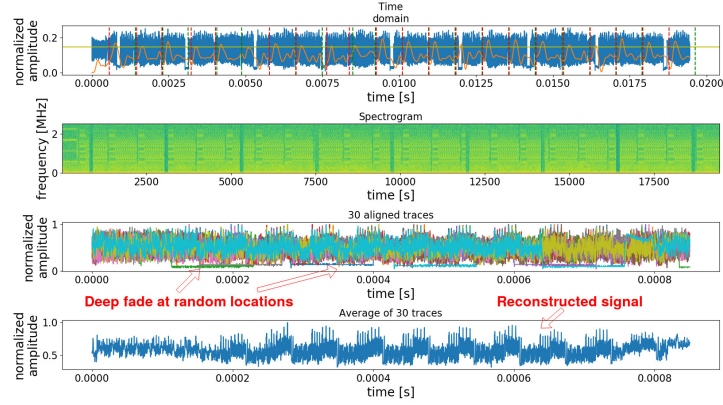 Time
domain
normalized
amplitude
0.2
0.0
0.0000 0.0025 0.0050 0.0075 0.0100 0.0125 0.0150 0.0175 0.0200
time [s]
Spectrogram
frequency [MHz]
2
0
2500 5000 7500 10000 12500 15000 17500
time [s]
30 aligned traces
normalized
amplitude
1
0
0.0000 0.0002 0.0004 0.0006 0.0008
time [s]
Deep fade at random locations
Reconstructed signal
Average of 30 traces
normalized
amplitude
1.0
0.5
0.0000 0.0002 0.0004 0.0006 0.0008
time [s]